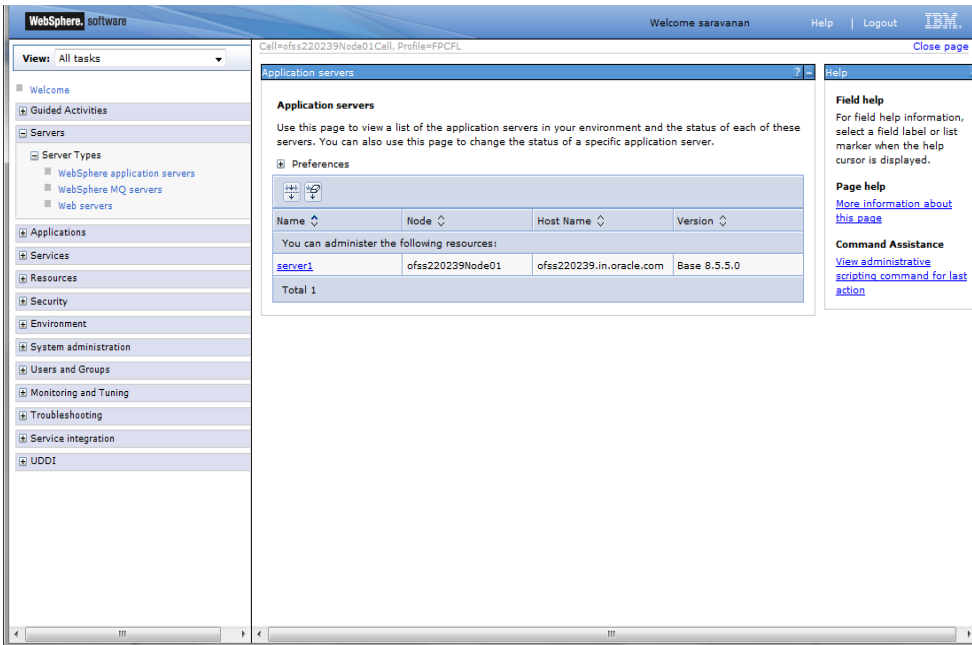 WebSphere. software
Welcome saravanan
Help | Logout
IBM.
View: All tasks
Cell=ofss220239Node01Cell, Profile=FPCFL
Close page
Welcome
Guided Activities
Servers
Server Types
WebSphere application servers
WebSphere MQ servers
Web servers
Applications
Services
Resources
Security
Environment
System administration
Users and Groups
Monitoring and Tuning
Troubleshooting
Service integration
UDDI
Application servers
?
Application servers
Use this page to view a list of the application servers in your environment and the status of each of these
servers. You can also use this page to change the status of a specific application server.
Preferences
Name Node Host Name Version
You can administer the following resources:
server1 ofss220239Node01 ofss220239.in.oracle.com Base 8.5.5.0
Total 1
Help
Field help
For field help information,
select a field label or list
marker when the help
cursor is displayed.
Page help
More information about
this page
Command Assistance
View administrative
scripting command for last
action